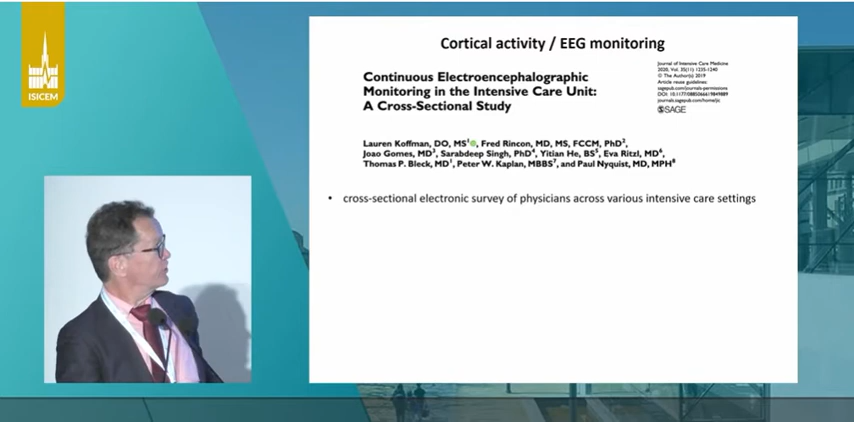 ISICEM
Cortical activity / EEG monitoring
Journal of Intensive Care Medicine
2020, Vol. 35(11) 1235-1240
© The Author(s) 2019
Article reuse guidelines:
sagepub.com/journals-permissions
DOI: 10.1177/0885066619849889
journals.sagepub.com/home/jic
SAGE
Continuous Electroencephalographic
Monitoring in the Intensive Care Unit:
A Cross-Sectional Study
Lauren Koffman, DO, MS¹, Fred Rincon, MD, MS, FCCM, PhD²,
Joao Gomes, MD³, Sarabdeep Singh, PhD⁴, Yitian He, BS⁵, Eva Ritzl, MD⁶,
Thomas P. Bleck, MD¹, Peter W. Kaplan, MBBS⁷, and Paul Nyquist, MD, MPH⁸
• cross-sectional electronic survey of physicians across various intensive care settings